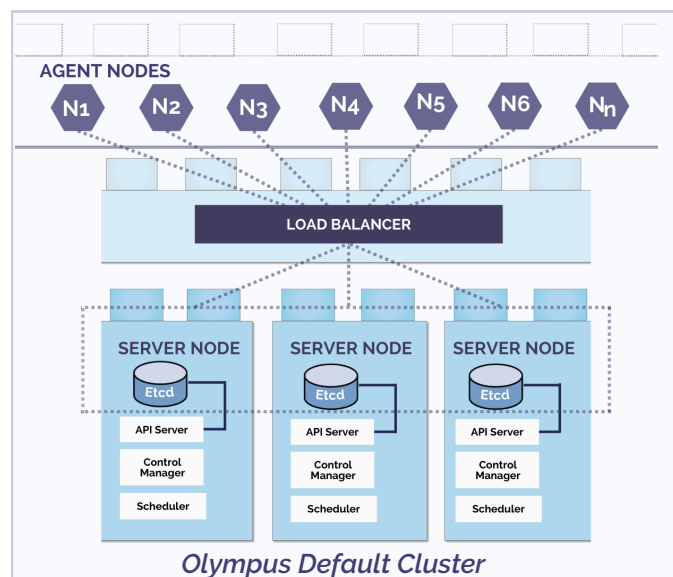 AGENT NODES
N1 N2 N3 N4 N5 N6 Nn
LOAD BALANCER
SERVER NODE SERVER NODE SERVER NODE
Etcd Etcd Etcd
API Server API Server API Server
Control Manager Control Manager Control Manager
Scheduler Scheduler Scheduler
Olympus Default Cluster